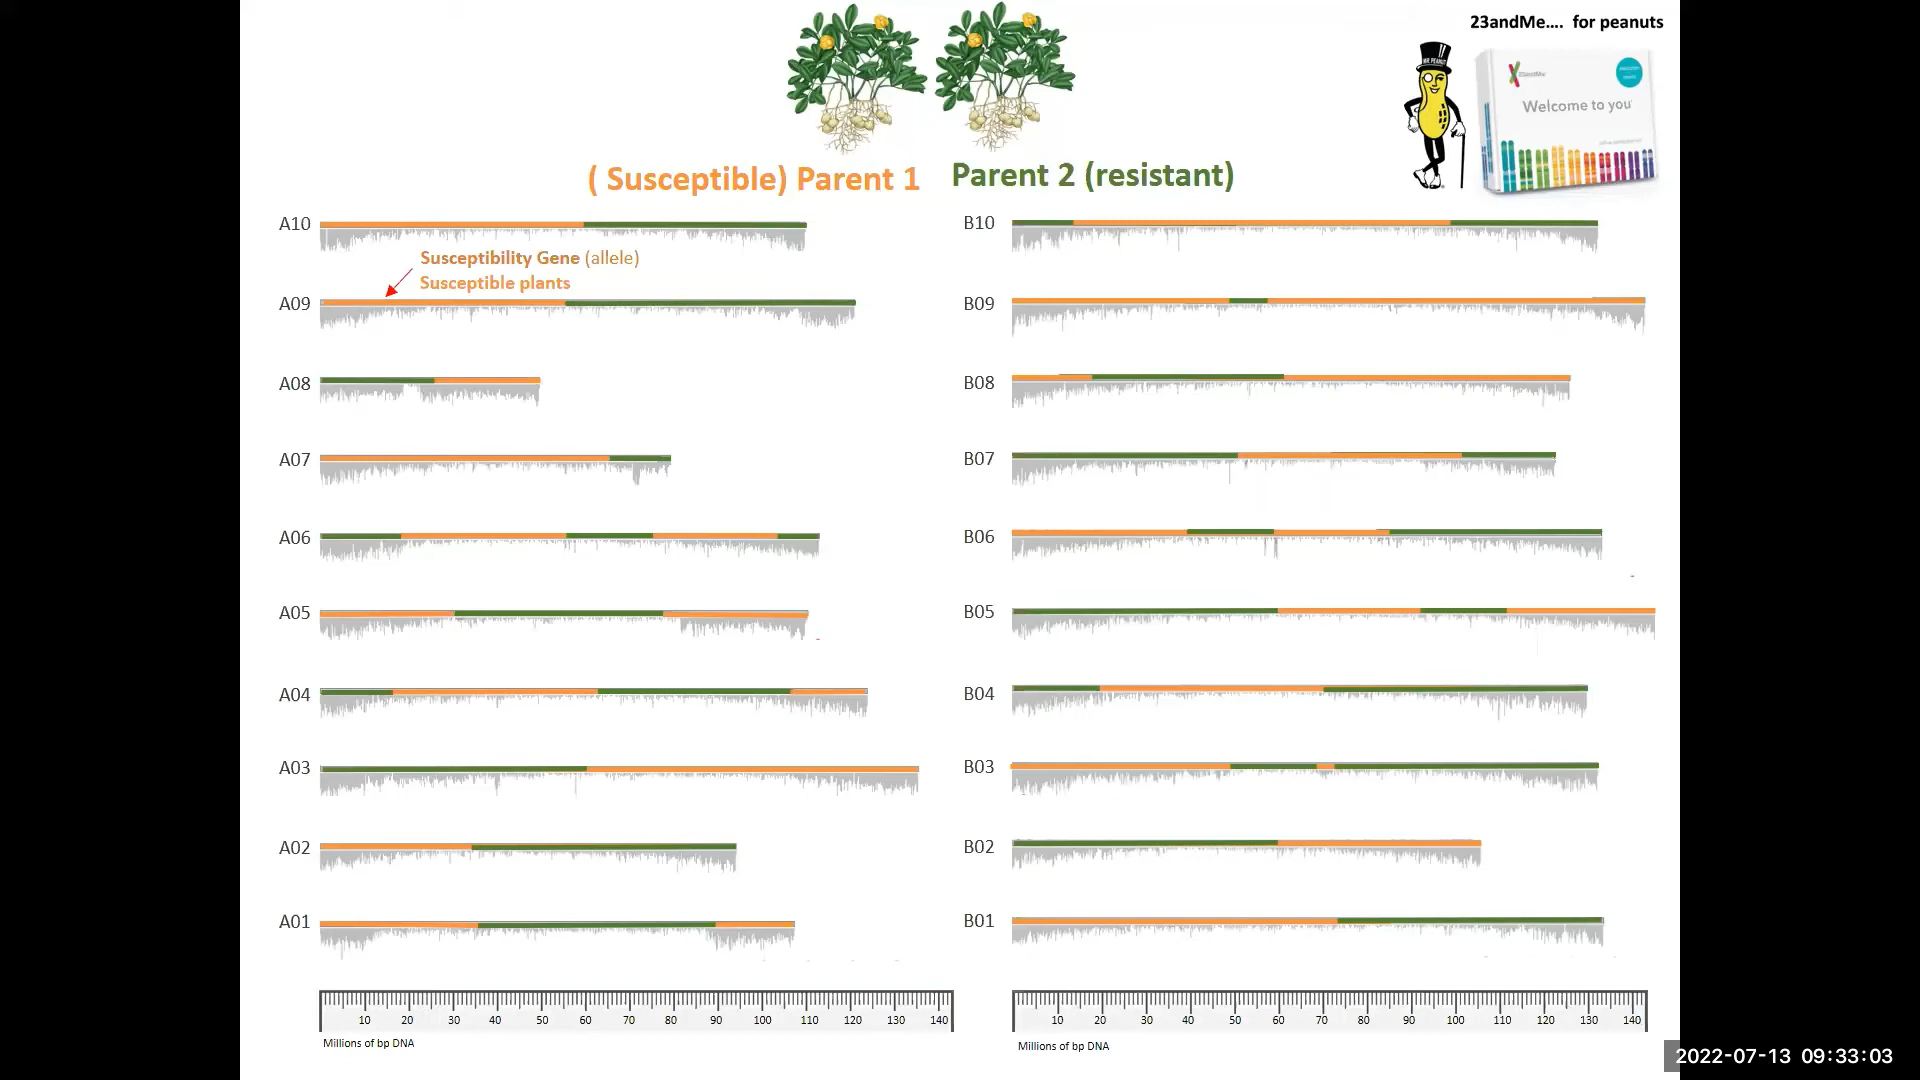 23andMe.... for peanuts
MR. PEANUT
23andMe
Welcome to you
( Susceptible) Parent 1
Parent 2 (resistant)
A10
B10
Susceptibility Gene (allele)
Susceptible plants
A09
B09
A08
B08
A07
B07
A06
B06
A05
B05
A04
B04
A03
B03
A02
B02
A01
B01
10 20 30 40 50 60 70 80 90 100 110 120 130 140
10 20 30 40 50 60 70 80 90 100 110 120 130 140
Millions of bp DNA
Millions of bp DNA
2022-07-13 09:33:03